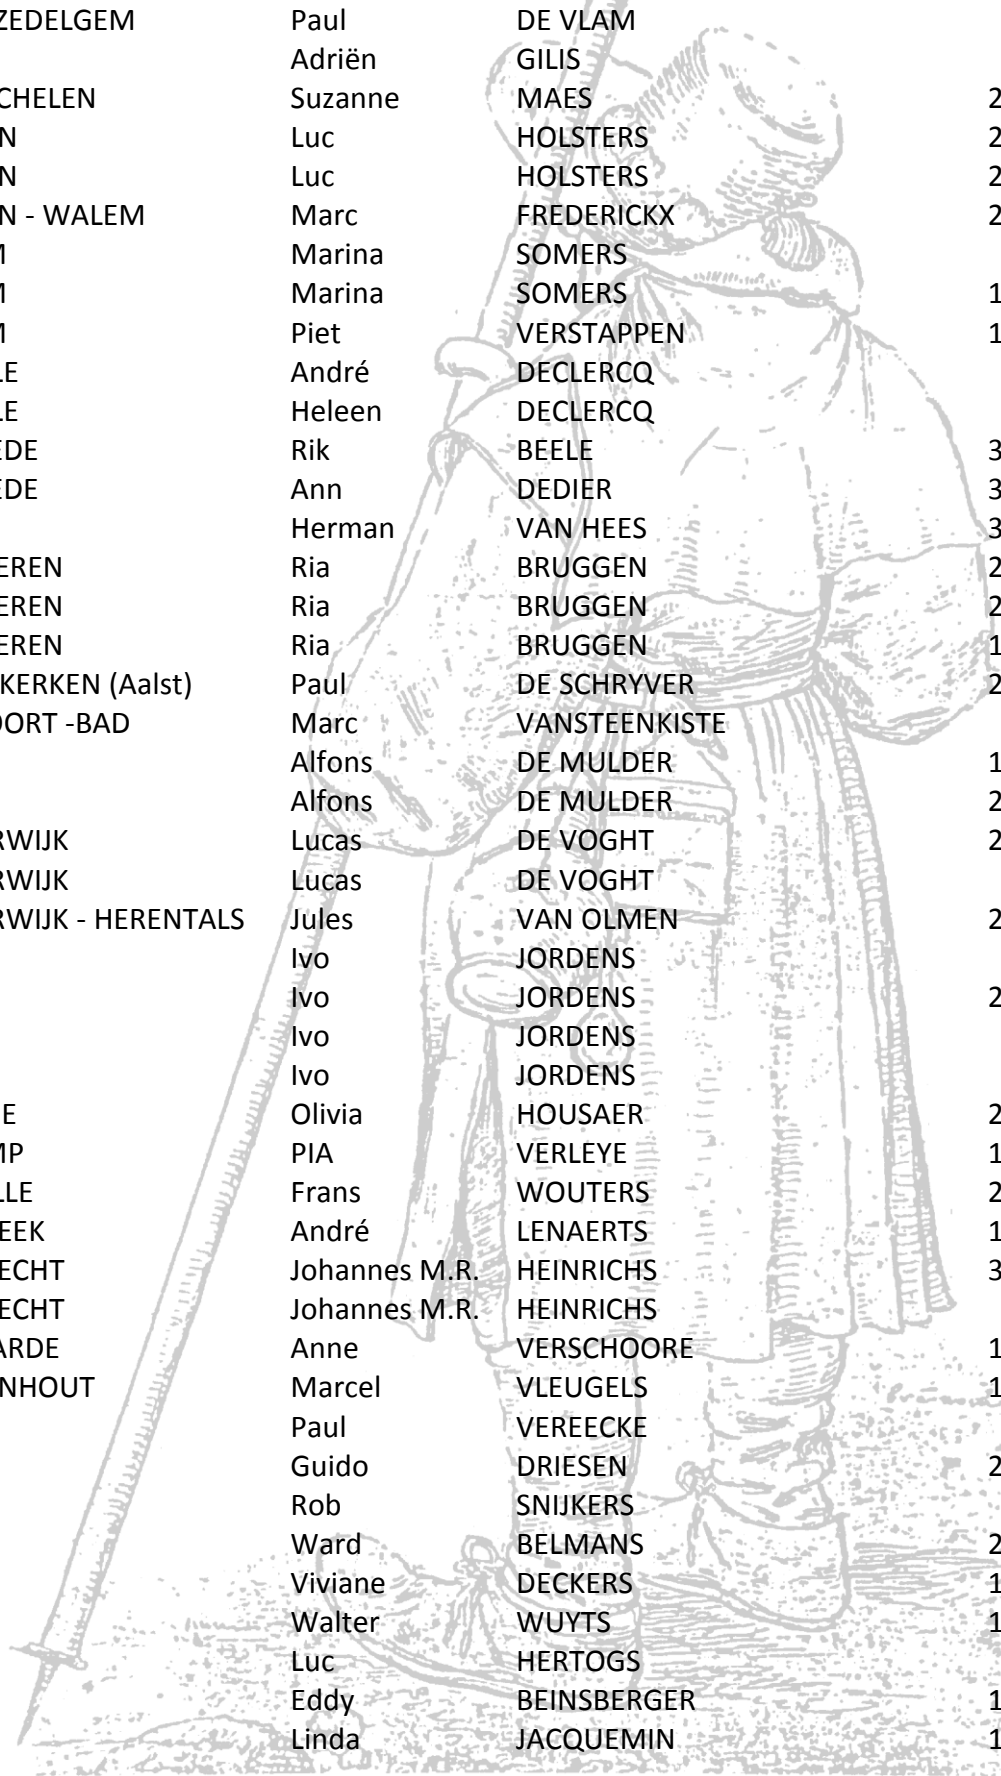 ZEDELGEM Paul DE VLAM
Adriën GILIS
CHELEN Suzanne MAES 2
N Luc HOLSTERS 2
N Luc HOLSTERS 2
N - WALEM Marc FREDERICKX 2
M Marina SOMERS
M Marina SOMERS 1
M Piet VERSTAPPEN 1
LE André DECLERCQ
LE Heleen DECLERCQ
EDE Rik BEELE 3
EDE Ann DEDIER 3
Herman VAN HEES 3
EREN Ria BRUGGEN 2
EREN Ria BRUGGEN 2
EREN Ria BRUGGEN 1
KERKEN (Aalst) Paul DE SCHRYVER 2
OORT -BAD Marc VANSTEENKISTE
Alfons DE MULDER 1
Alfons DE MULDER 2
RWIJK Lucas DE VOGHT 2
RWIJK Lucas DE VOGHT
RWIJK - HERENTALS Jules VAN OLMEN 2
Ivo JORDENS
Ivo JORDENS 2
Ivo JORDENS
Ivo JORDENS
E Olivia HOUSAER 2
MP PIA VERLEYE 1
LLE Frans WOUTERS 2
EEK André LENAERTS 1
ECHT Johannes M.R. HEINRICHS 3
ECHT Johannes M.R. HEINRICHS
ARDE Anne VERSCHOORE 1
NHOUT Marcel VLEUGELS 1
Paul VEREECKE
Guido DRIESEN 2
Rob SNIJKERS
Ward BELMANS 2
Viviane DECKERS 1
Walter WUYTS 1
Luc HERTOGS
Eddy BEINSBERGER 1
Linda JACQUEMIN 1